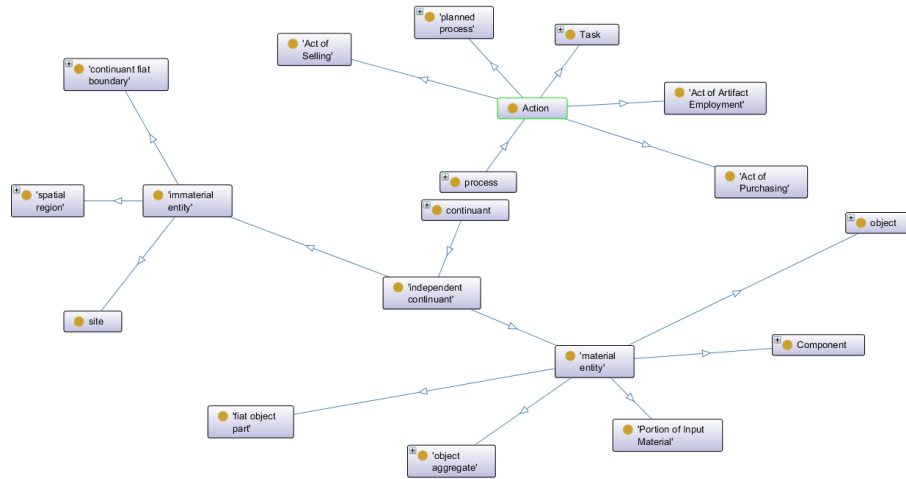 'planned
process'
Task
'Act of
Selling'
'continuant fiat
boundary'
'Act of Artifact
Employment'
Action
'Act of
Purchasing'
process
'spatial
region'
'immaterial
entity'
continuant
object
'independent
continuant'
site
Component
'material
entity'
'fiat object
part'
'Portion of Input
Material'
'object
aggregate'